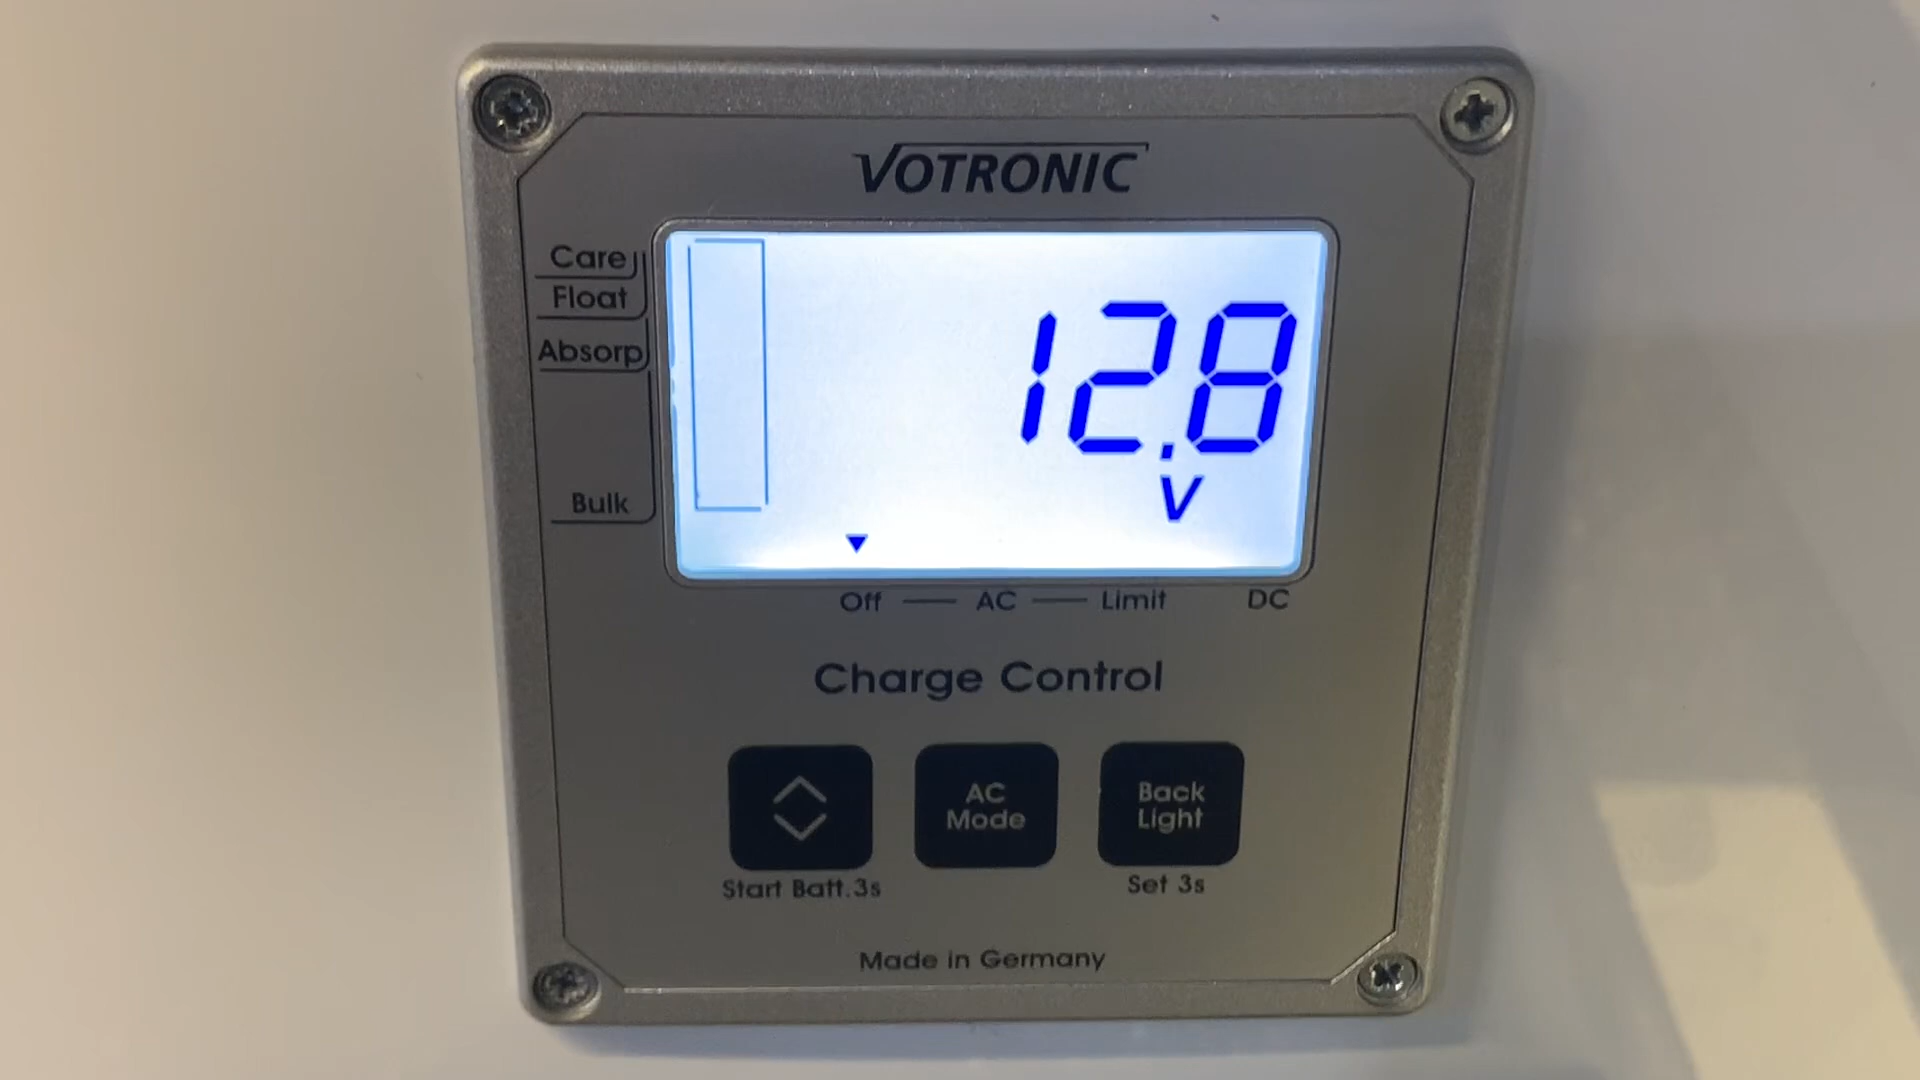 VOTRONIC
Care
Float
Absorp
Bulk
12.8
V
Off — AC — Limit DC
Charge Control
AC
Mode
Back
Light
Start Batt.3s
Set 3s
Made in Germany